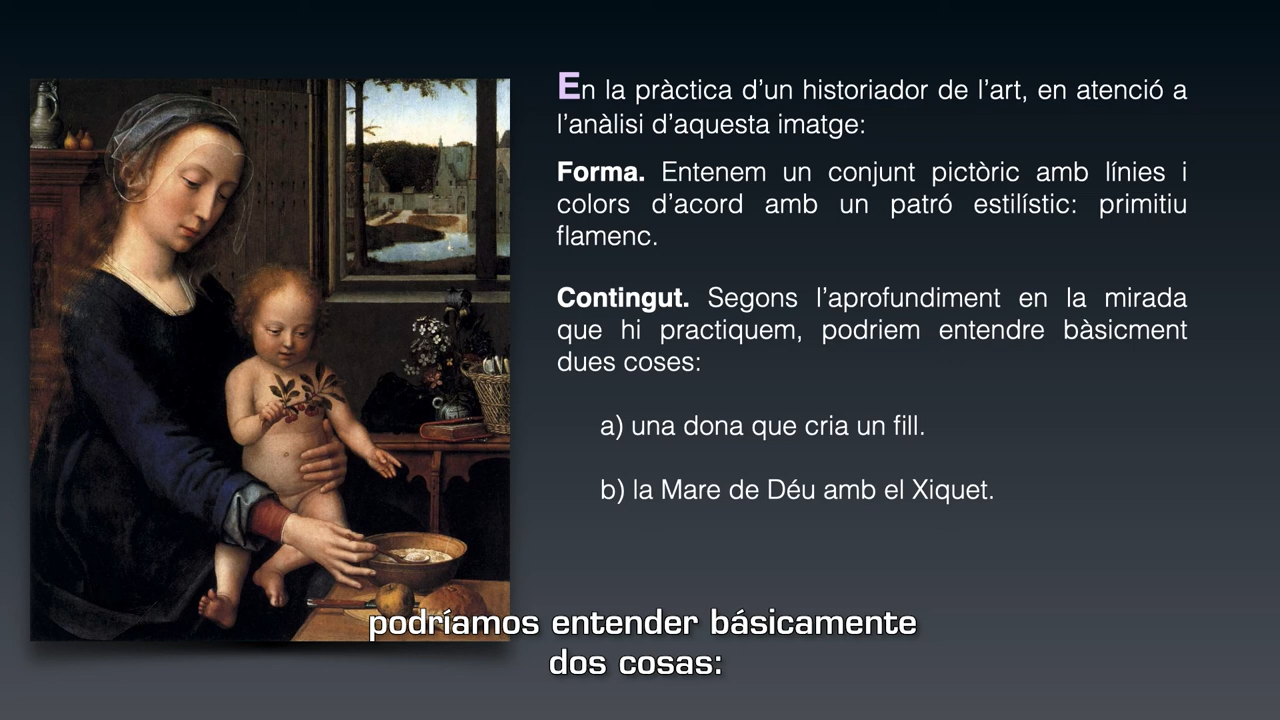 En la pràctica d’un historiador de l’art, en atenció a
l’anàlisi d’aquesta imatge:
Forma. Entenem un conjunt pictòric amb línies i
colors d’acord amb un patró estilístic: primitiu
flamenc.
Contingut. Segons l’aprofundiment en la mirada
que hi practiquem, podriem entendre bàsicment
dues coses:
a) una dona que cria un fill.
b) la Mare de Déu amb el Xiquet.
podríamos entender básicamente
dos cosas: